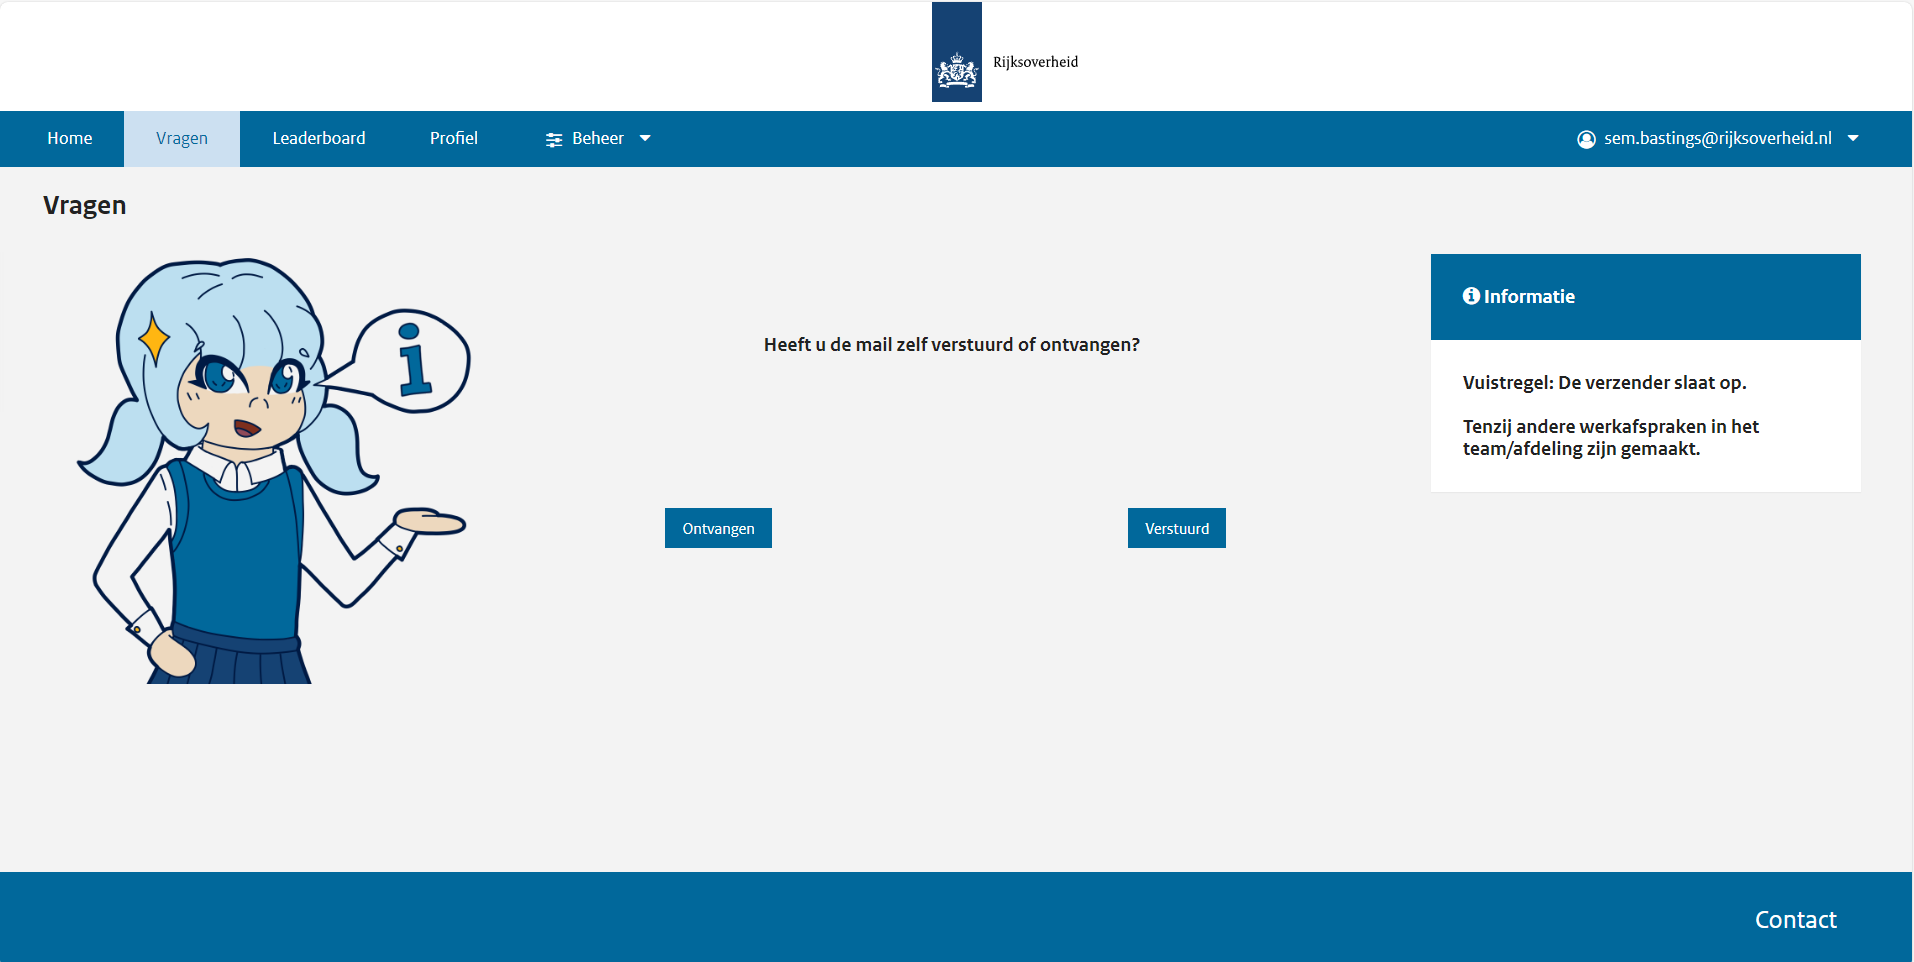 Rijksoverheid
Home
Vragen
Leaderboard
Profiel
Beheer
sem.bastings@rijksoverheid.nl
Vragen
i
Heeft u de mail zelf verstuurd of ontvangen?
Ontvangen
Verstuurd
Informatie
Vuistregel: De verzender slaat op.
Tenzij andere werkafspraken in het
team/afdeling zijn gemaakt.
Contact